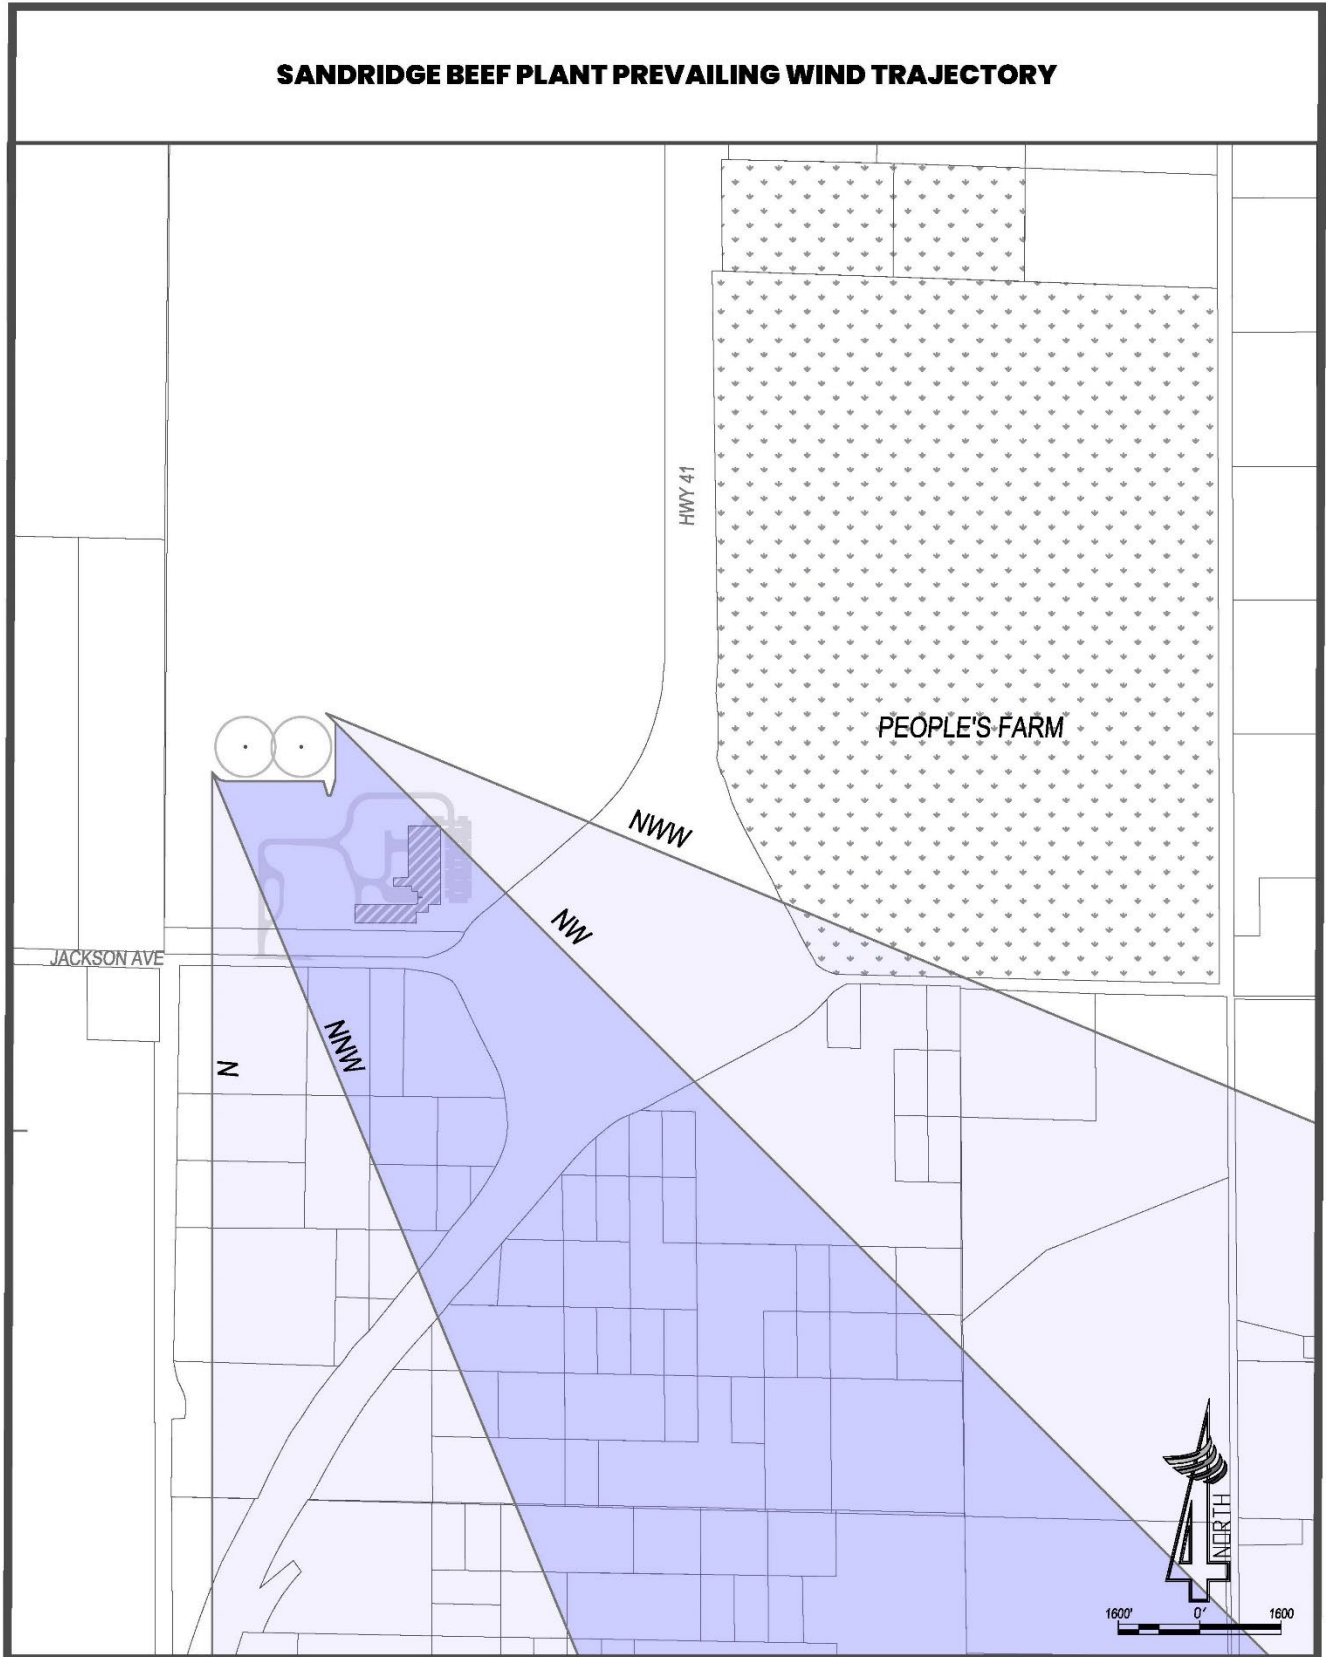 SANDRIDGE BEEF PLANT PREVAILING WIND TRAJECTORY
HWY 41
PEOPLE'S FARM
NWW
NW
JACKSON AVE
NNW
N
NORTH
1600' 0' 1600